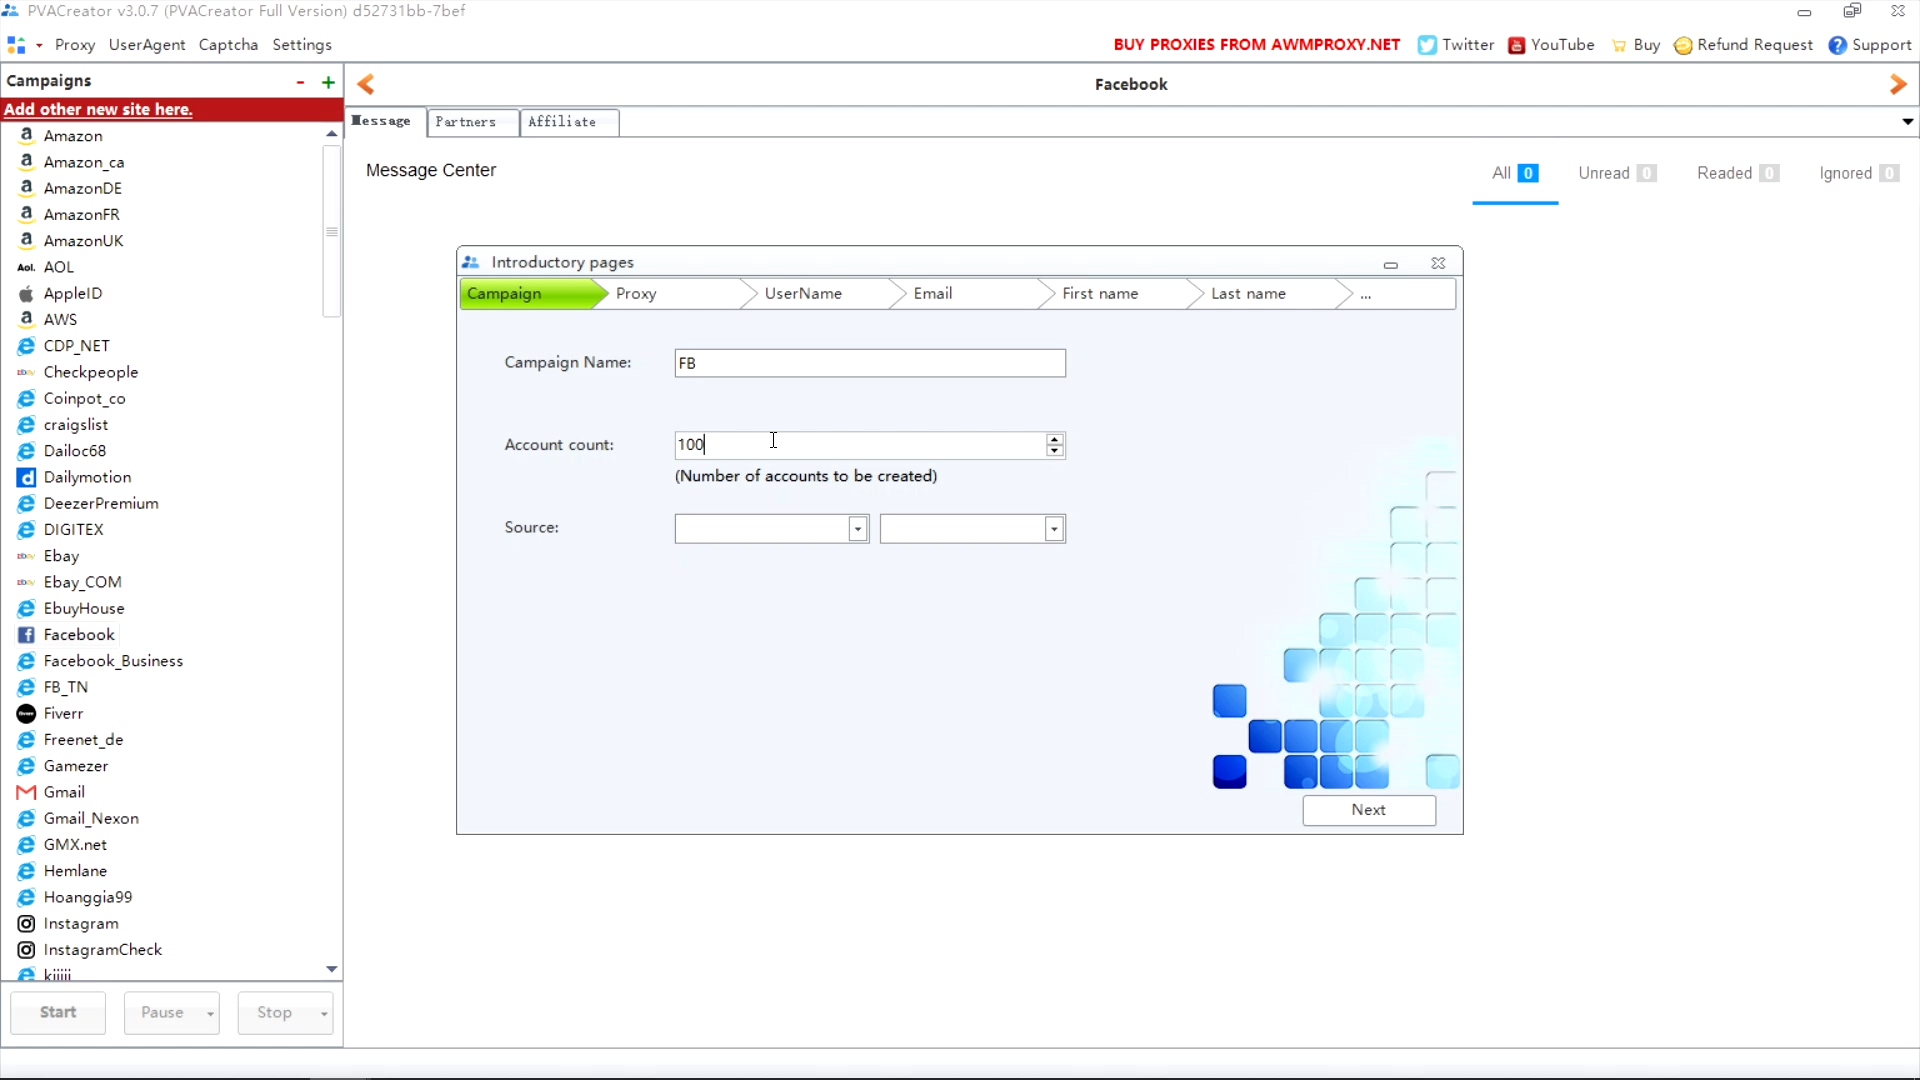 PVACreator v3.0.7 (PVACreator Full Version) d52731bb-7bef
Proxy UserAgent Captcha Settings
BUY PROXIES FROM AWMPROXY.NET Twitter YouTube Buy Refund Request Support
Campaigns - +
Facebook
Add other new site here.
Message Partners Affiliate
Message Center
All 0 Unread 0 Readed 0 Ignored 0
Amazon
Amazon_ca
AmazonDE
AmazonFR
AmazonUK
Aol. AOL
AppleID
AWS
CDP_NET
Checkpeople
Coinpot_co
craigslist
Dailoc68
Dailymotion
DeezerPremium
DIGITEX
Ebay
Ebay_COM
EbuyHouse
Facebook
Facebook_Business
FB_TN
Fiverr
Freenet_de
Gamezer
Gmail
Gmail_Nexon
GMX.net
Hemlane
Hoanggia99
Instagram
InstagramCheck
kijiji
Introductory pages
Campaign Proxy UserName Email First name Last name ...
Campaign Name: FB
Account count: 100
(Number of accounts to be created)
Source:
Next
Start Pause Stop